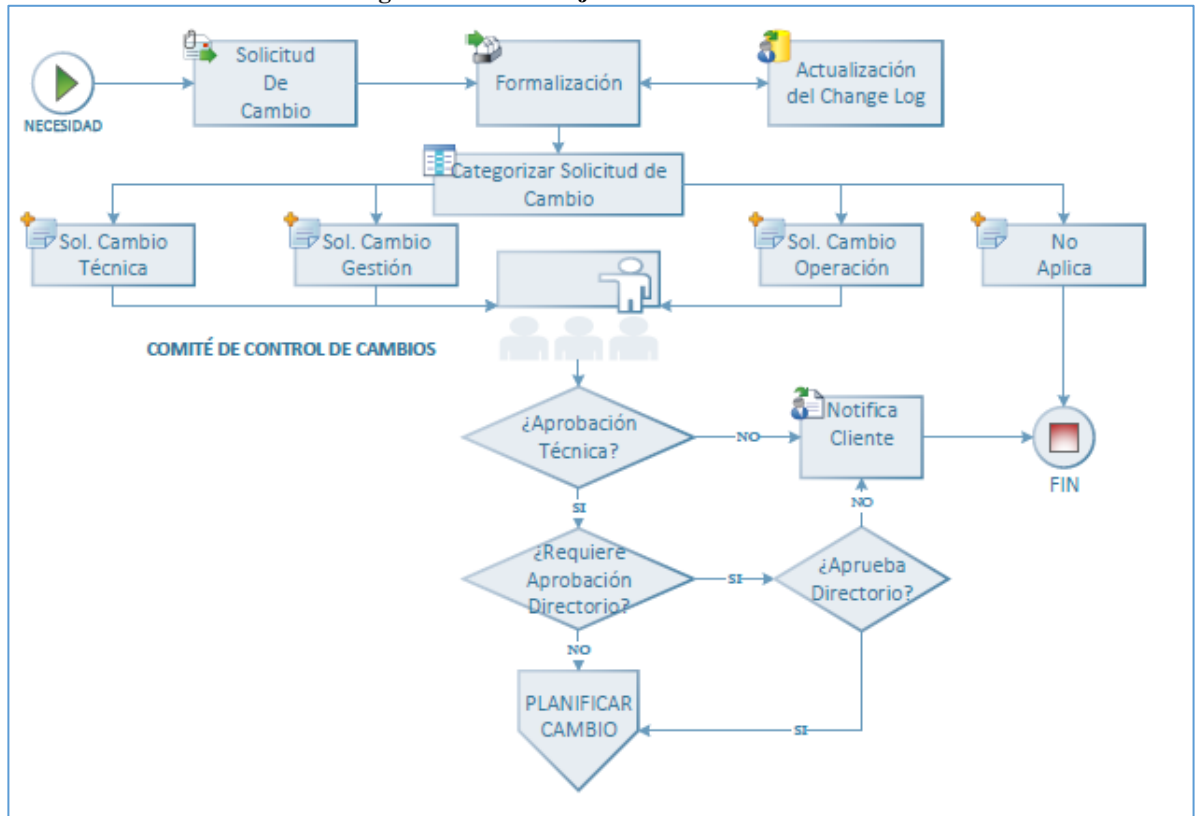 Solicitud
De
Cambio
Formalización
Actualización
del Change Log
NECESIDAD
Categorizar Solicitud de
Cambio
Sol. Cambio
Técnica
Sol. Cambio
Gestión
Sol. Cambio
Operación
No
Aplica
COMITÉ DE CONTROL DE CAMBIOS
¿Aprobación
Técnica?
NO
Notifica
Cliente
FIN
SI
NO
¿Requiere
Aprobación
Directorio?
SI
¿Aprueba
Directorio?
NO
PLANIFICAR
CAMBIO
SI